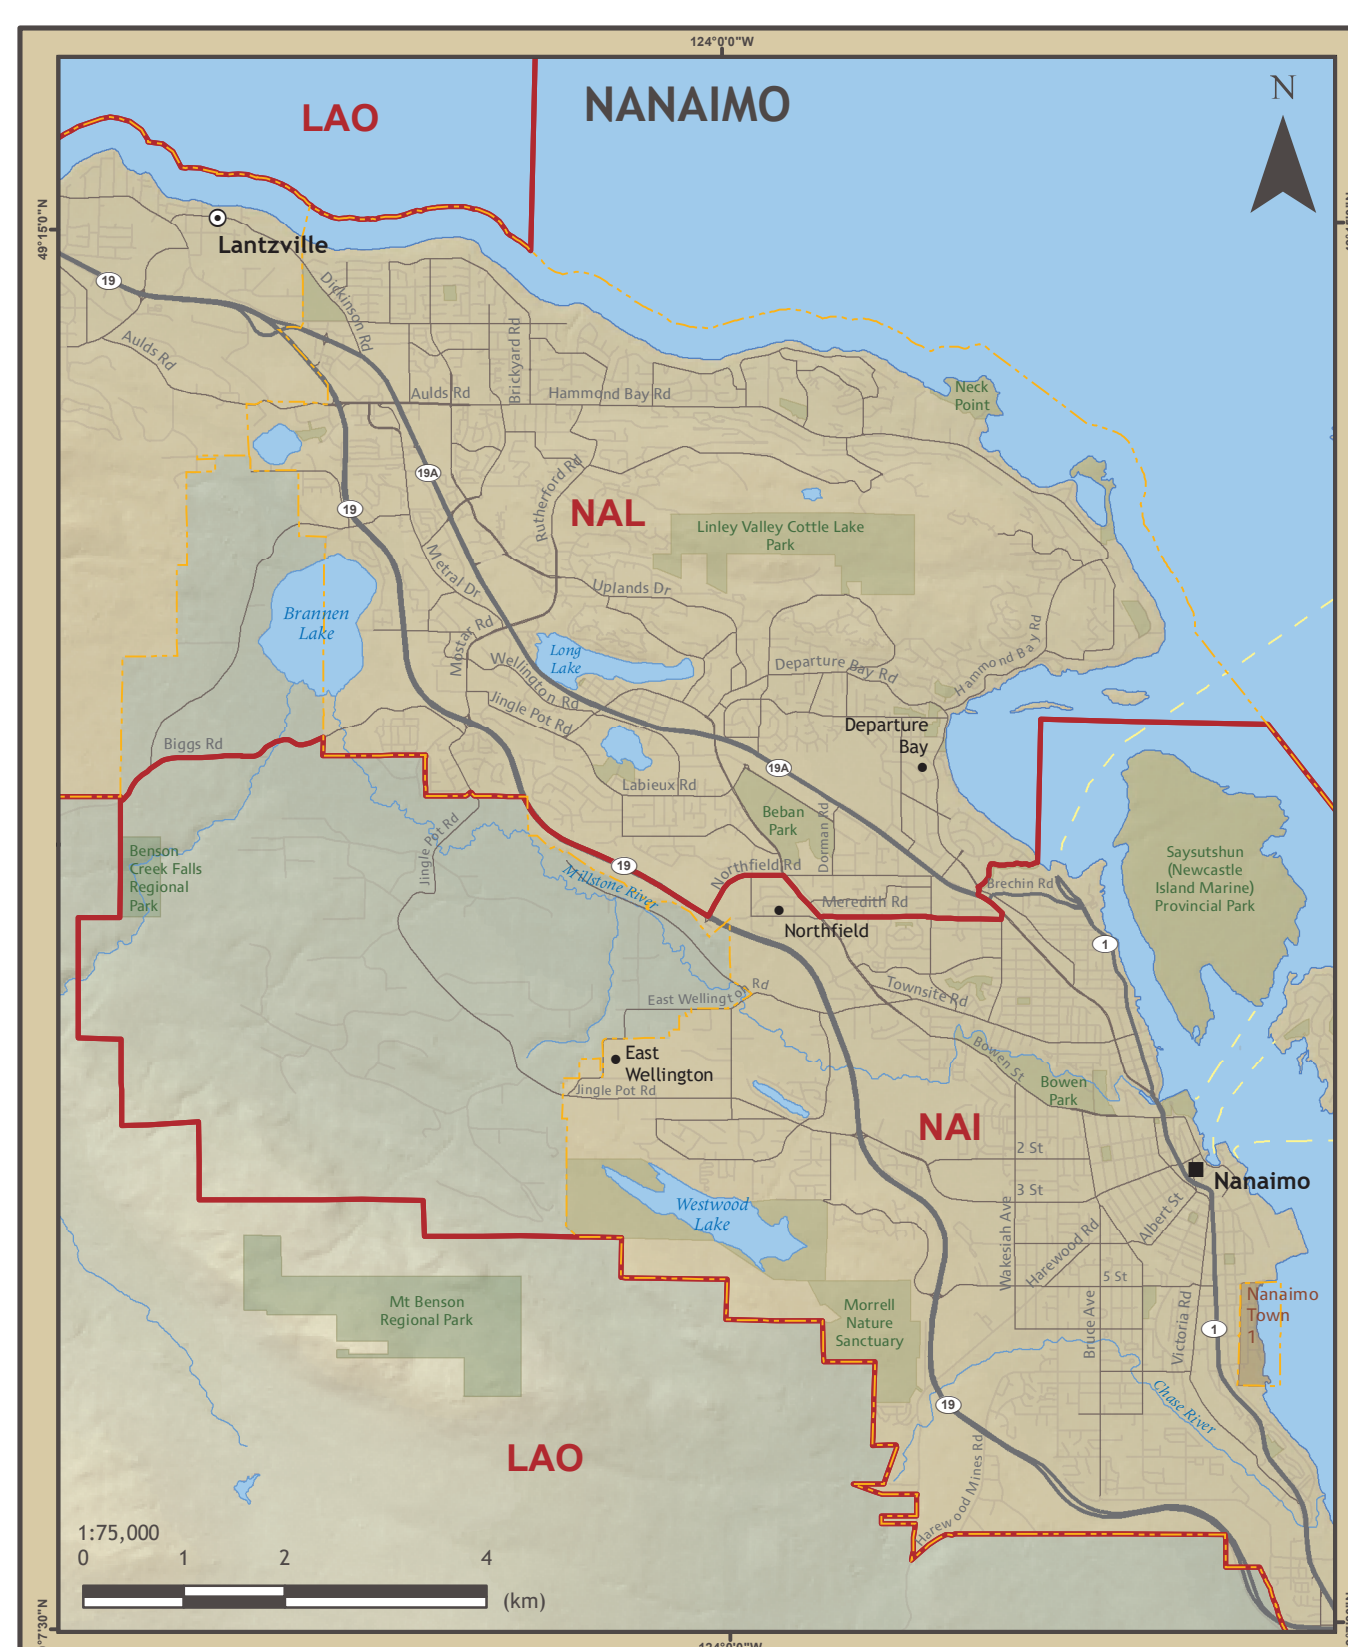 124°0'0"W
NANAIMO
N
LAO
49°15'0"N
Lantzville
19
Dickinson Rd
Aulds Rd
Brickyard Rd
Aulds Rd
Hammond Bay Rd
Neck
Point
19A
19
Rutherford Rd
NAL
Linley Valley Cottle Lake
Park
Metral Dr
Uplands Dr
Brannen
Lake
Mostar Rd
Wellington Rd
Long
Lake
Hammond Bay Rd
Departure Bay Rd
Jingle Pot Rd
Departure
Bay
Biggs Rd
19A
Labieux Rd
Beban
Park
Dorman Rd
Benson
Creek Falls
Regional
Park
Jingle Pot Rd
19
Millstone River
Northfield Rd
Meredith Rd
Brechin Rd
Northfield
Saysutshun
(Newcastle
Island Marine)
Provincial Park
1
East Wellington Rd
Townsite Rd
East
Wellington
Jingle Pot Rd
Bowen St
Bowen
Park
NAI
2 St
3 St
Nanaimo
Westwood
Lake
Wakesiah Ave
Harewood Rd
Albert St
5 St
Mt Benson
Regional Park
Morrell
Nature
Sanctuary
Bruce Ave
Victoria Rd
1
Nanaimo
Town
1
Chase River
19
LAO
Harewood Mines Rd
1:75,000
0 1 2 4
(km)